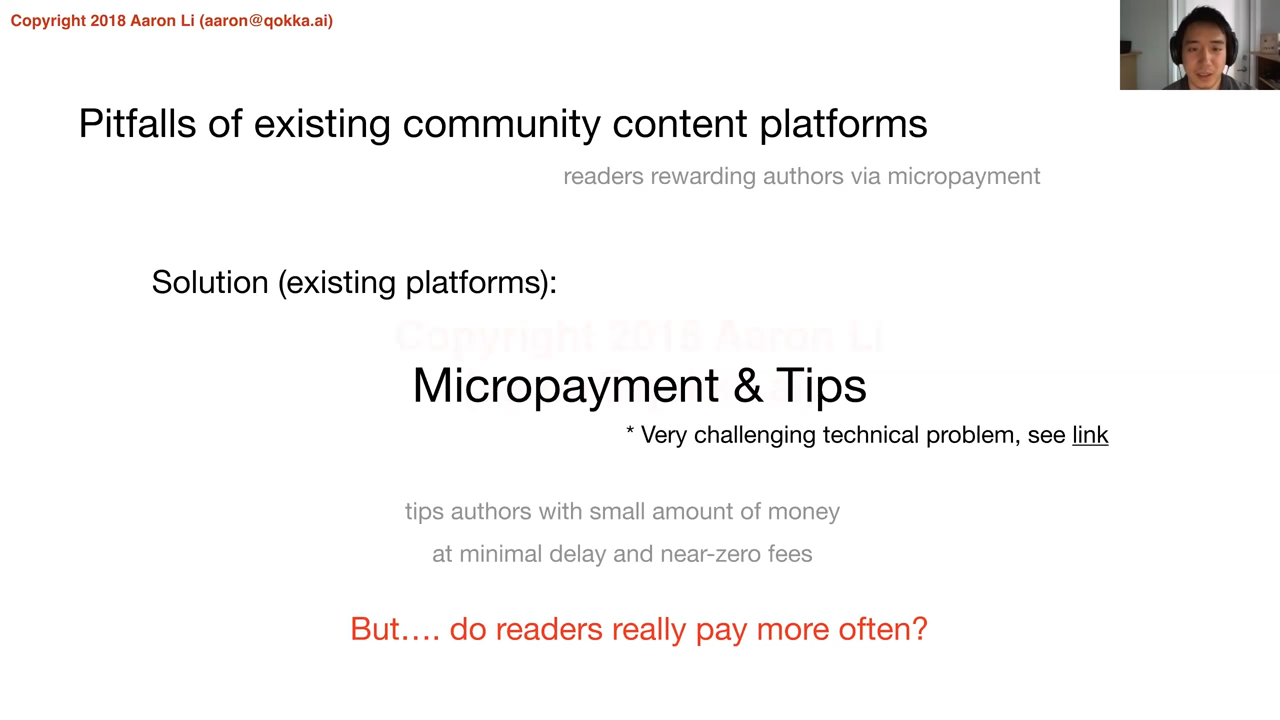 Copyright 2018 Aaron Li (aaron@qokka.ai)
Pitfalls of existing community content platforms
readers rewarding authors via micropayment
Solution (existing platforms):
Copyright 2018 Aaron Li
Micropayment & Tips
* Very challenging technical problem, see link
tips authors with small amount of money
at minimal delay and near-zero fees
But…. do readers really pay more often?